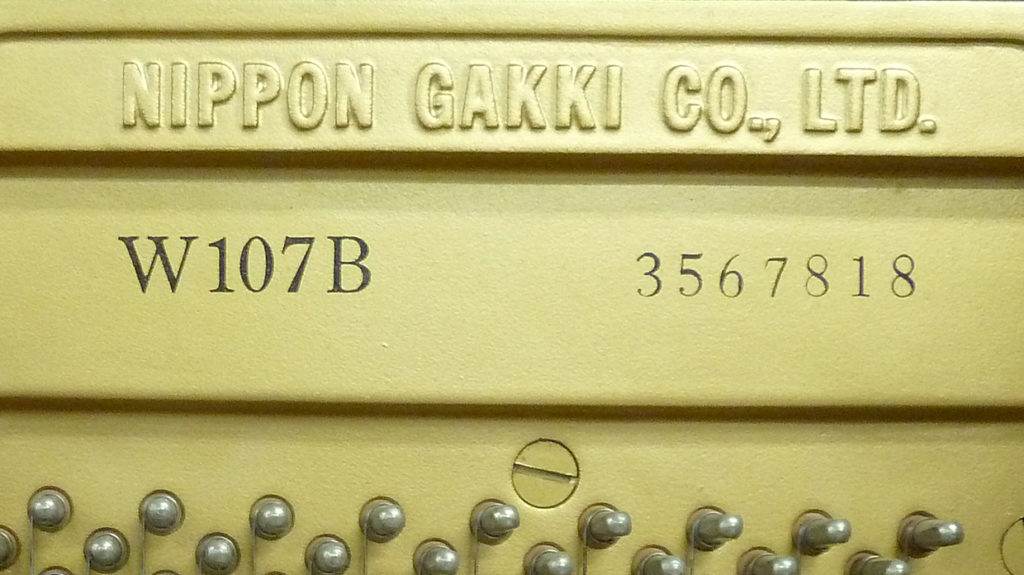 NIPPON GAKKI CO., LTD.
W107B 3567818